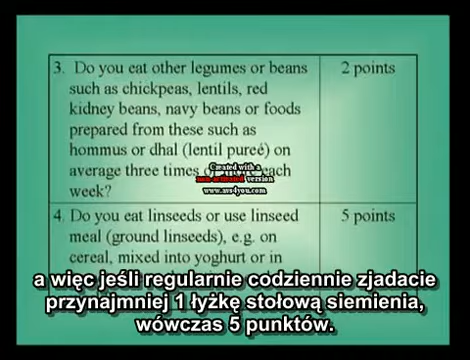 3. Do you eat other legumes or beans
2 points
such as chickpeas, lentils, red
kidney beans, navy beans or foods
prepared from these such as
hommus or dhal (lentil pureé) on
average three times each
week?
Created with a
non-activated version
www.avs4you.com
4. Do you eat linseeds or use linseed
5 points
meal (ground linseeds), e.g. on
cereal, mixed into yoghurt or in
a więc jeśli regularnie codziennie zjadacie
przynajmniej 1 łyżkę stołową siemienia,
wówczas 5 punktów.